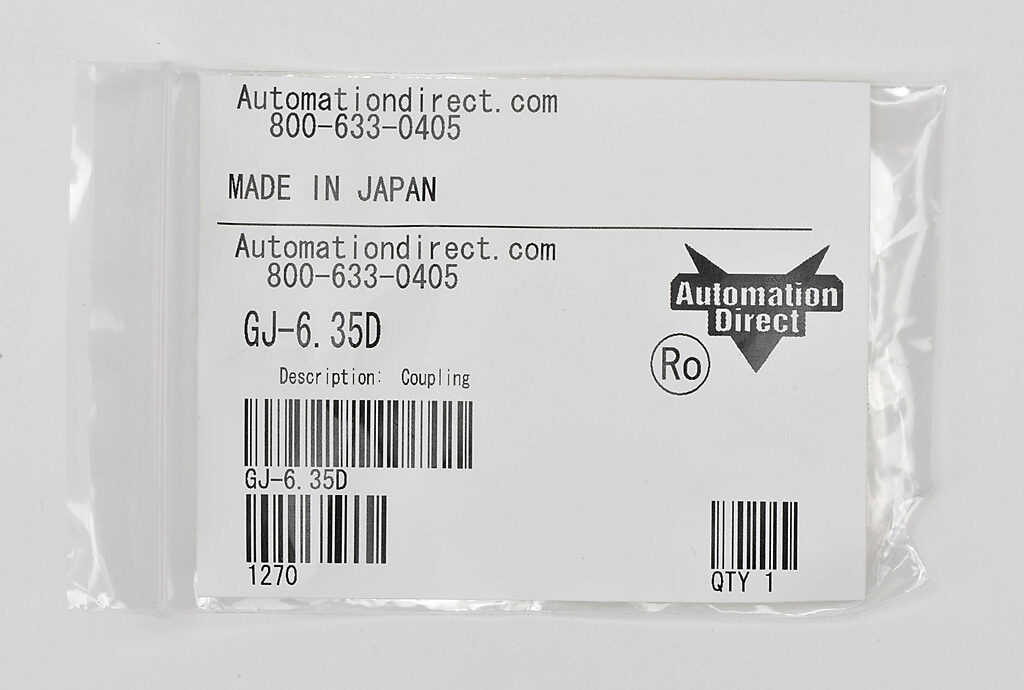 Automationdirect.com
800-633-0405
MADE IN JAPAN
Automationdirect.com
800-633-0405
Automation
Direct
GJ-6.35D
Ro
Description: Coupling
GJ-6.35D
1270
QTY 1